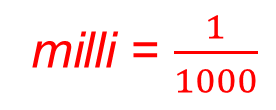 milli = 1/1000